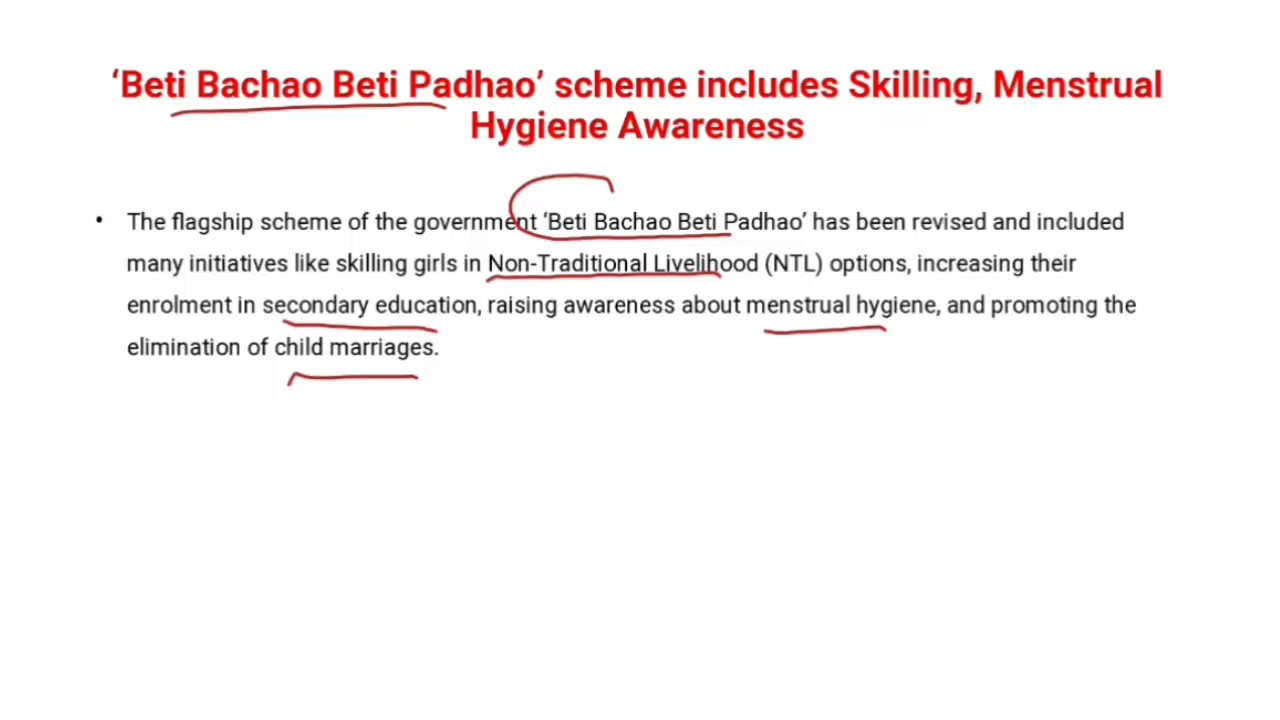 ‘Beti Bachao Beti Padhao’ scheme includes Skilling, Menstrual
Hygiene Awareness
• The flagship scheme of the government ‘Beti Bachao Beti Padhao’ has been revised and included
many initiatives like skilling girls in Non-Traditional Livelihood (NTL) options, increasing their
enrolment in secondary education, raising awareness about menstrual hygiene, and promoting the
elimination of child marriages.